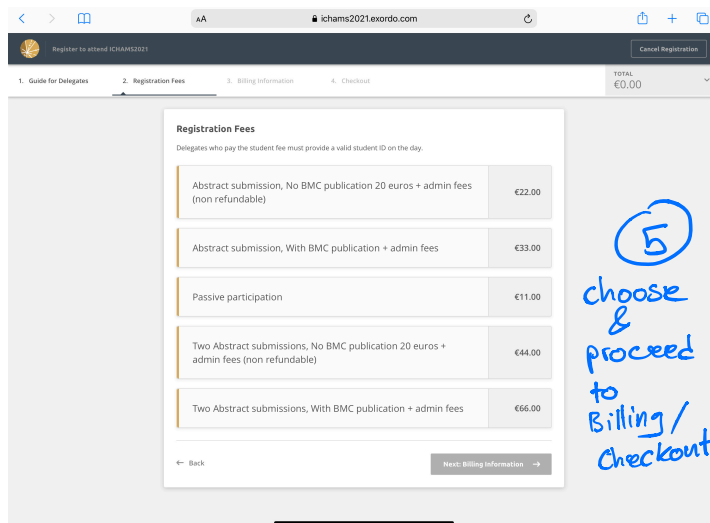 AA
ichams2021.exordo.com
Register to attend ICHAMS2021
Cancel Registration
1. Guide for Delegates
2. Registration Fees
3. Billing Information
4. Checkout
TOTAL
€0.00
Registration Fees
Delegates who pay the student fee must provide a valid student ID on the day.
Abstract submission, No BMC publication 20 euros + admin fees
(non refundable)
€22.00
Abstract submission, With BMC publication + admin fees
€33.00
Passive participation
€11.00
Two Abstract submissions, No BMC publication 20 euros +
admin fees (non refundable)
€44.00
Two Abstract submissions, With BMC publication + admin fees
€66.00
← Back
Next: Billing Information →
5
choose
&
proceed
to
Billing/
Checkout